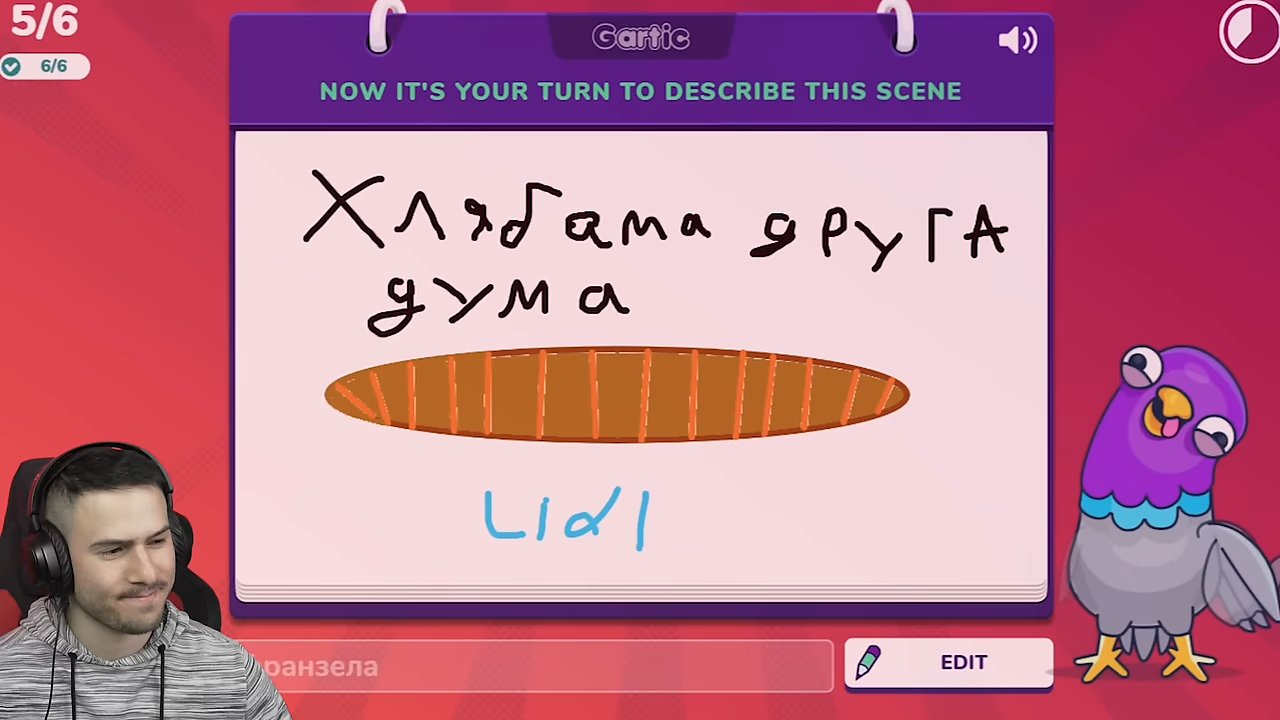 5/6
6/6
Gartic
NOW IT'S YOUR TURN TO DESCRIBE THIS SCENE
Хлябама друга
дума
Lidl
ранзела
EDIT